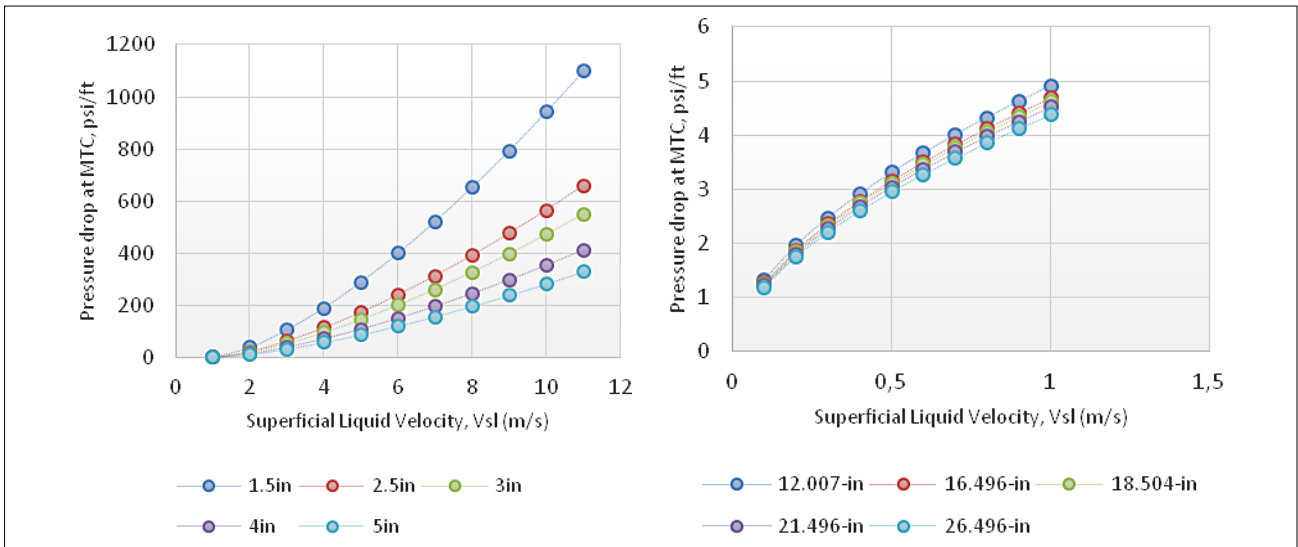 Pressure drop at MTC, psi/ft
1200
1000
800
600
400
200
0
0 2 4 6 8 10 12
Superficial Liquid Velocity, Vsl (m/s)
1.5in 2.5in 3in
4in 5in
Pressure drop at MTC, psi/ft
6
5
4
3
2
1
0
0 0,5 1 1,5
Superficial Liquid Velocity, Vsl (m/s)
12.007-in 16.496-in 18.504-in
21.496-in 26.496-in